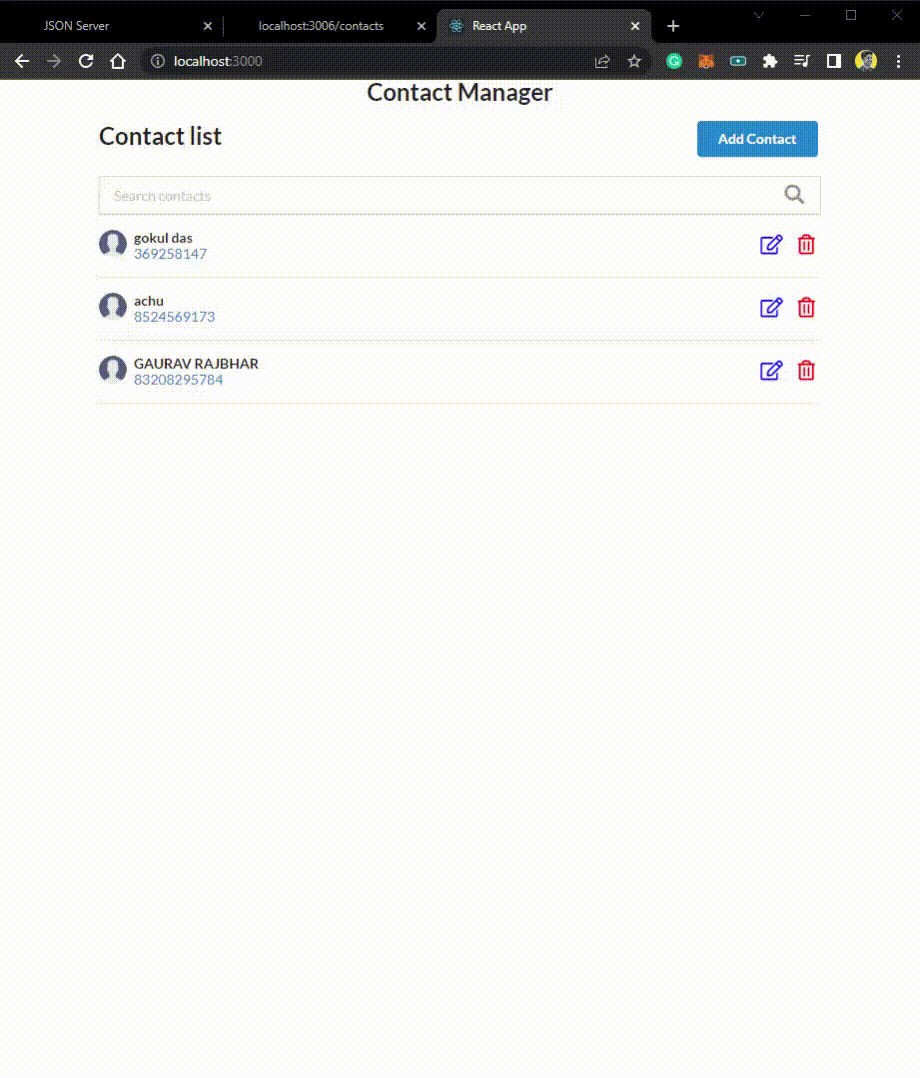 JSON Server
localhost:3006/contacts
React App
localhost:3000
Contact Manager
Contact list
Add Contact
Search contacts
gokul das
369258147
achu
8524569173
GAURAV RAJBHAR
83208295784